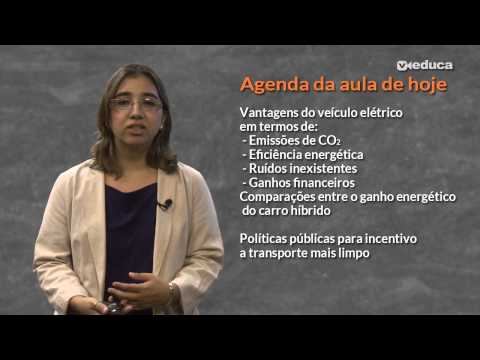 veduca
Agenda da aula de hoje
Vantagens do veículo elétrico
em termos de:
- Emissões de CO₂
- Eficiência energética
- Ruídos inexistentes
- Ganhos financeiros
Comparações entre o ganho energético
do carro híbrido
Políticas públicas para incentivo
a transporte mais limpo